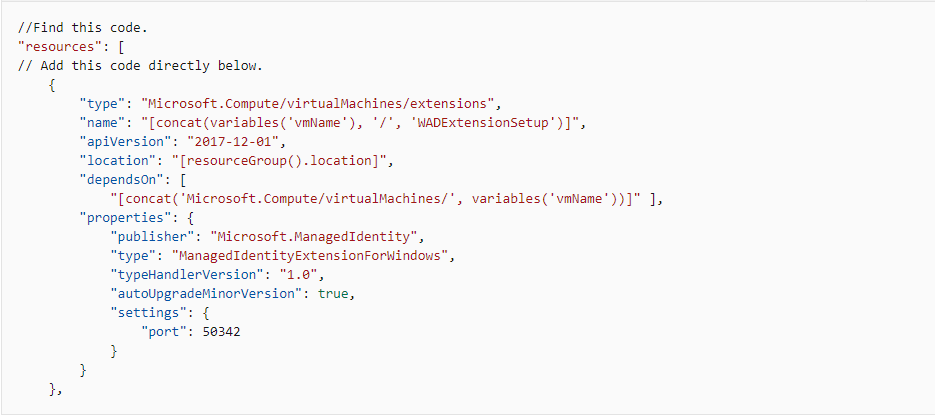 //Find this code.
"resources": [
// Add this code directly below.
    {
        "type": "Microsoft.Compute/virtualMachines/extensions",
        "name": "[concat(variables('vmName'), '/', 'WADExtensionSetup')]",
        "apiVersion": "2017-12-01",
        "location": "[resourceGroup().location]",
        "dependsOn": [
            "[concat('Microsoft.Compute/virtualMachines/', variables('vmName'))]" ],
        "properties": {
            "publisher": "Microsoft.ManagedIdentity",
            "type": "ManagedIdentityExtensionForWindows",
            "typeHandlerVersion": "1.0",
            "autoUpgradeMinorVersion": true,
            "settings": {
                "port": 50342
            }
        }
    },